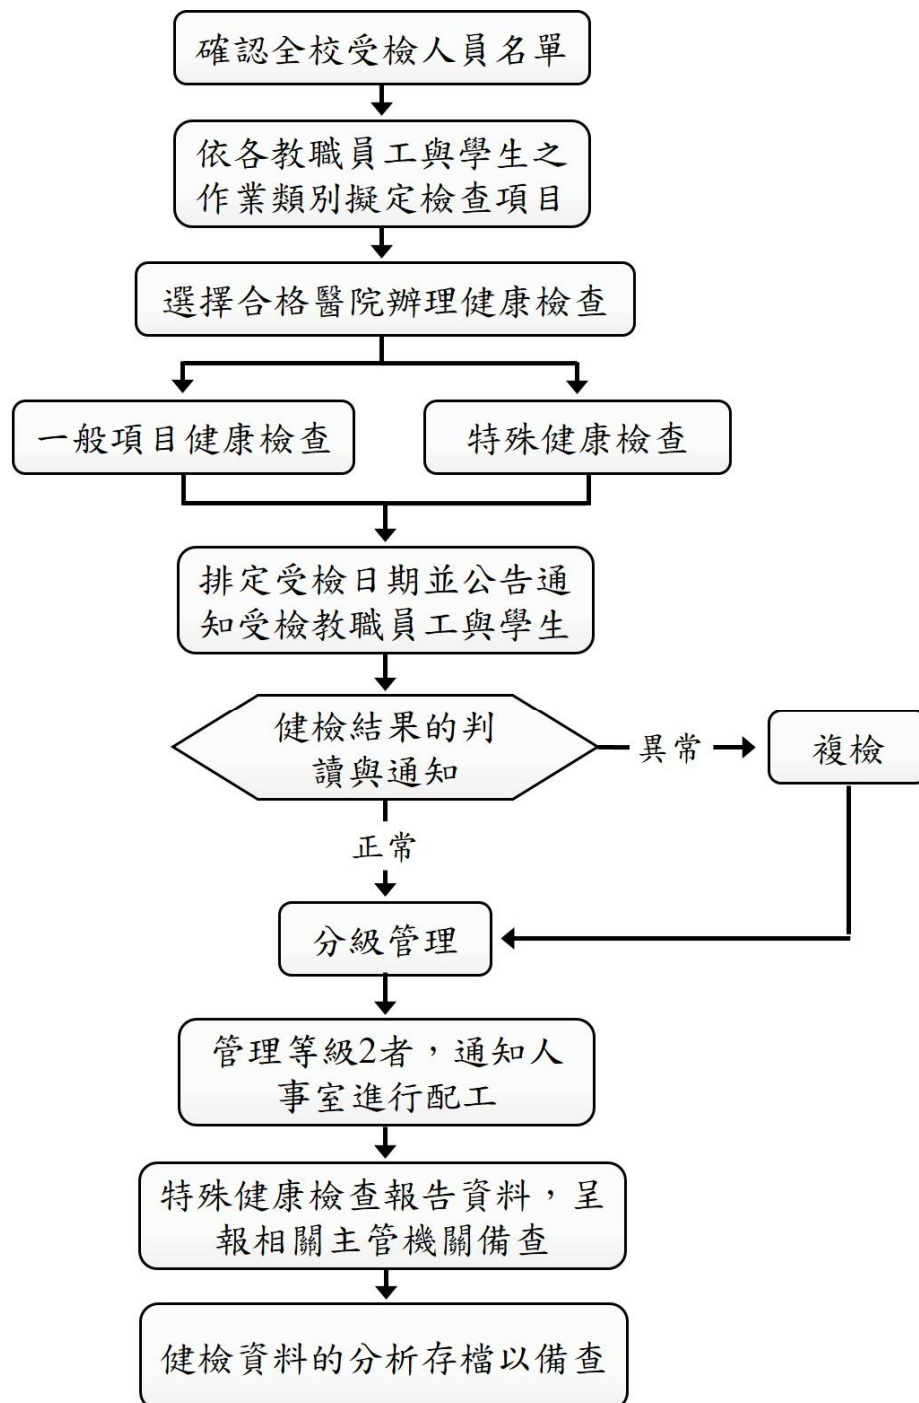 確認全校受檢人員名單
依各教職員工與學生之
作業類別擬定檢查項目
選擇合格醫院辦理健康檢查
一般項目健康檢查
特殊健康檢查
排定受檢日期並公告通
知受檢教職員工與學生
健檢結果的判
讀與通知
異常
複檢
正常
分級管理
管理等級2者，通知人
事室進行配工
特殊健康檢查報告資料，呈
報相關主管機關備查
健檢資料的分析存檔以備查